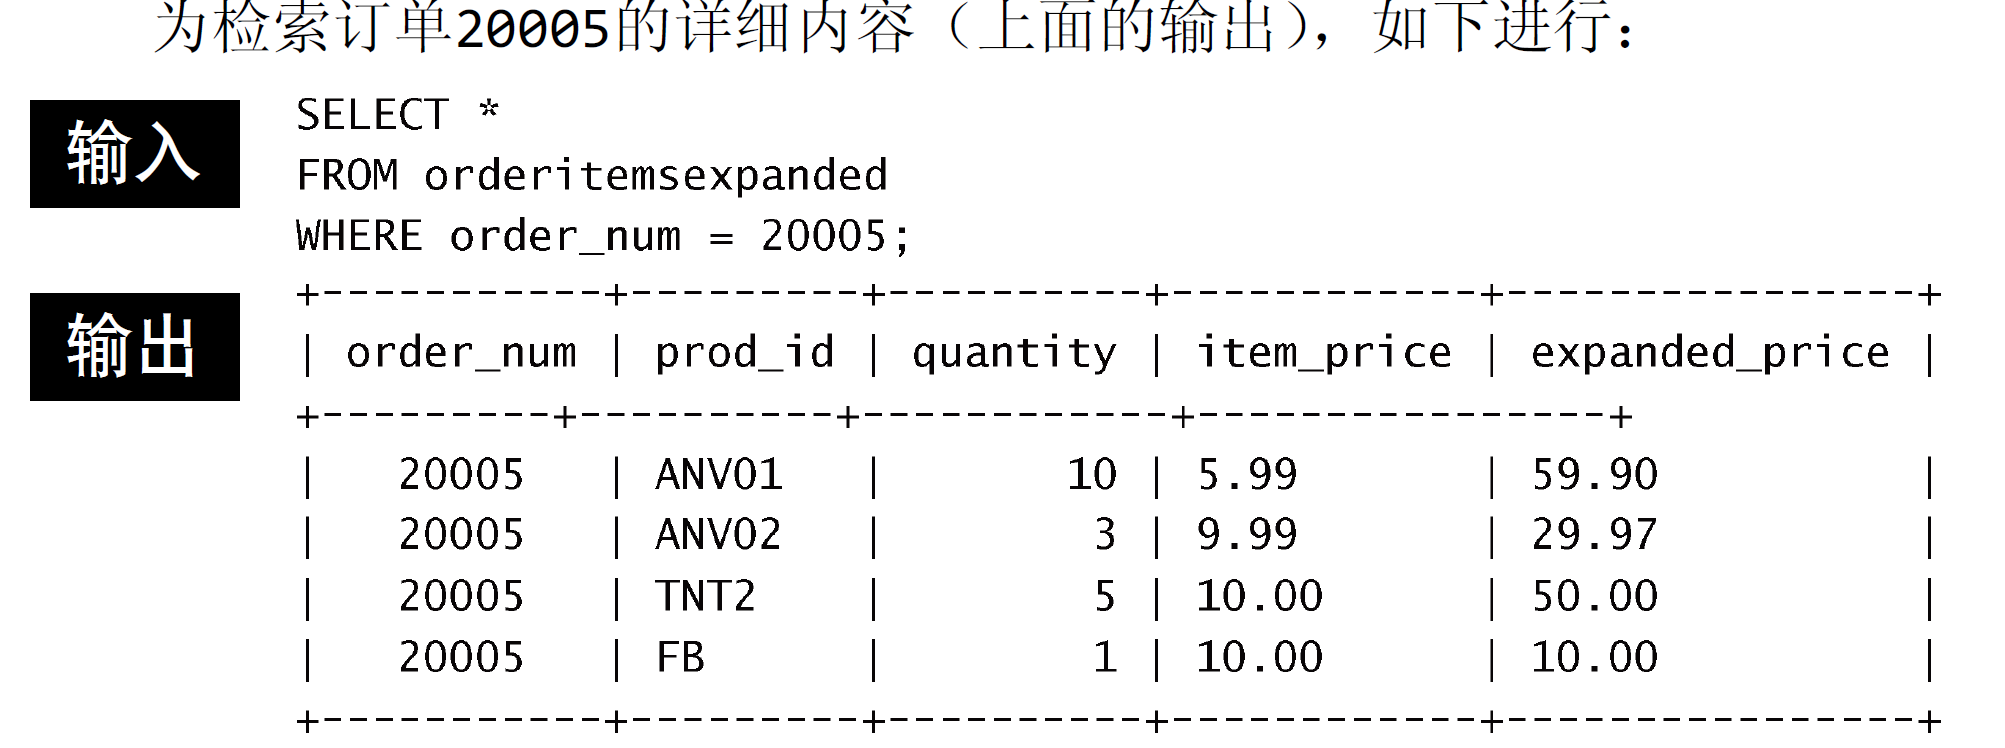 为检索订单20005的详细内容（上面的输出），如下进行：
输入
SELECT *
FROM orderitemsexpanded
WHERE order_num = 20005;
输出
+-----------+---------+----------+------------+----------------+
| order_num | prod_id | quantity | item_price | expanded_price |
+---------+----------+------------+----------------+
| 20005 | ANV01 | 10 | 5.99 | 59.90 |
| 20005 | ANV02 | 3 | 9.99 | 29.97 |
| 20005 | TNT2 | 5 | 10.00 | 50.00 |
| 20005 | FB | 1 | 10.00 | 10.00 |
+-----------+---------+----------+------------+----------------+